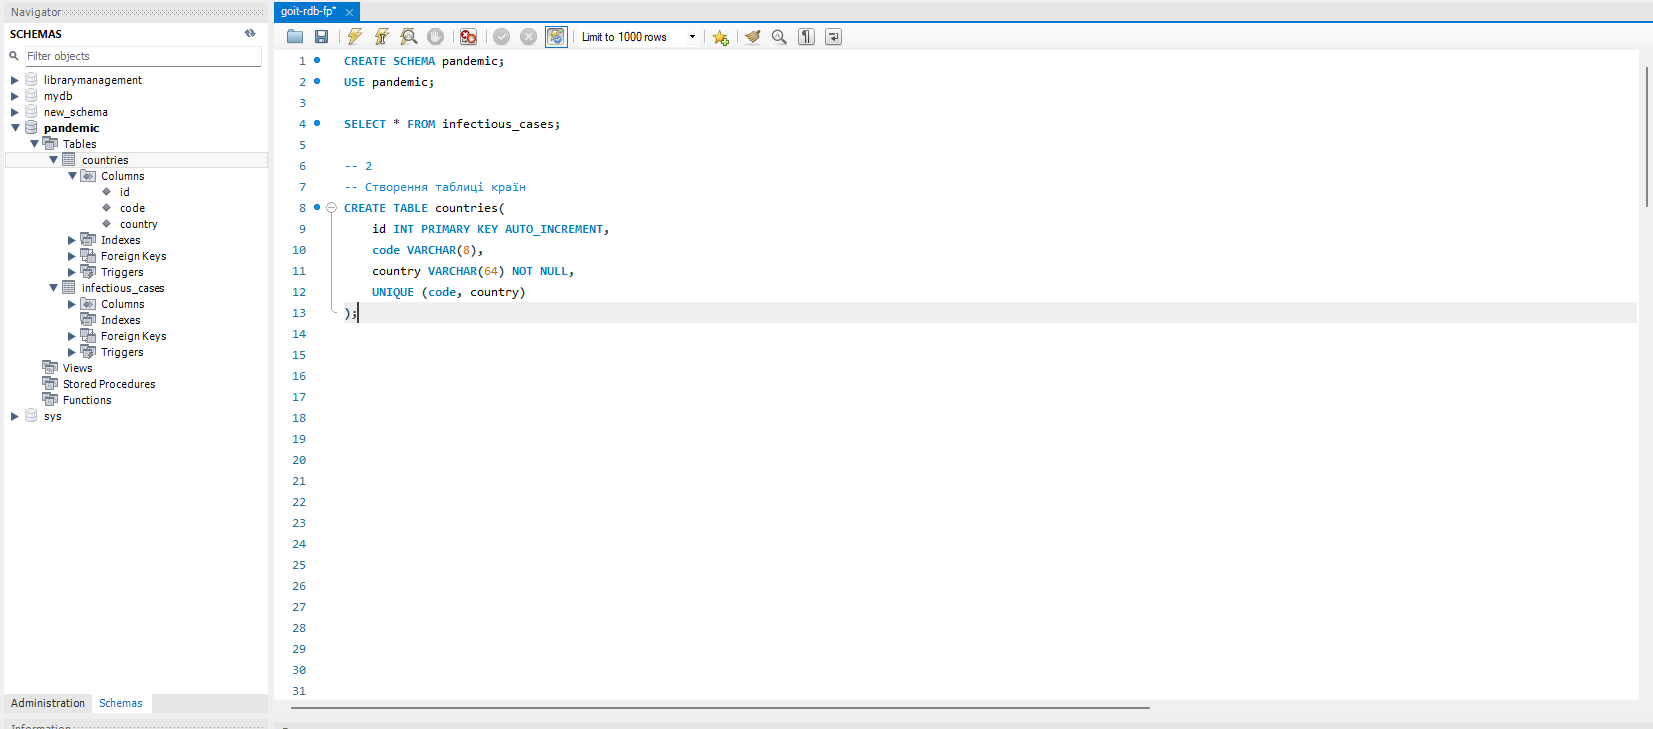 Navigator
SCHEMAS
Filter objects
librarymanagement
mydb
new_schema
pandemic
Tables
countries
Columns
id
code
country
Indexes
Foreign Keys
Triggers
infectious_cases
Columns
Indexes
Foreign Keys
Triggers
Views
Stored Procedures
Functions
sys
Administration Schemas
Information
goit-rdb-fp*
Limit to 1000 rows
1 CREATE SCHEMA pandemic;
2 USE pandemic;
3
4 SELECT * FROM infectious_cases;
5
6 -- 2
7 -- Створення таблиці країн
8 CREATE TABLE countries(
9 id INT PRIMARY KEY AUTO_INCREMENT,
10 code VARCHAR(8),
11 country VARCHAR(64) NOT NULL,
12 UNIQUE (code, country)
13 );
14
15
16
17
18
19
20
21
22
23
24
25
26
27
28
29
30
31